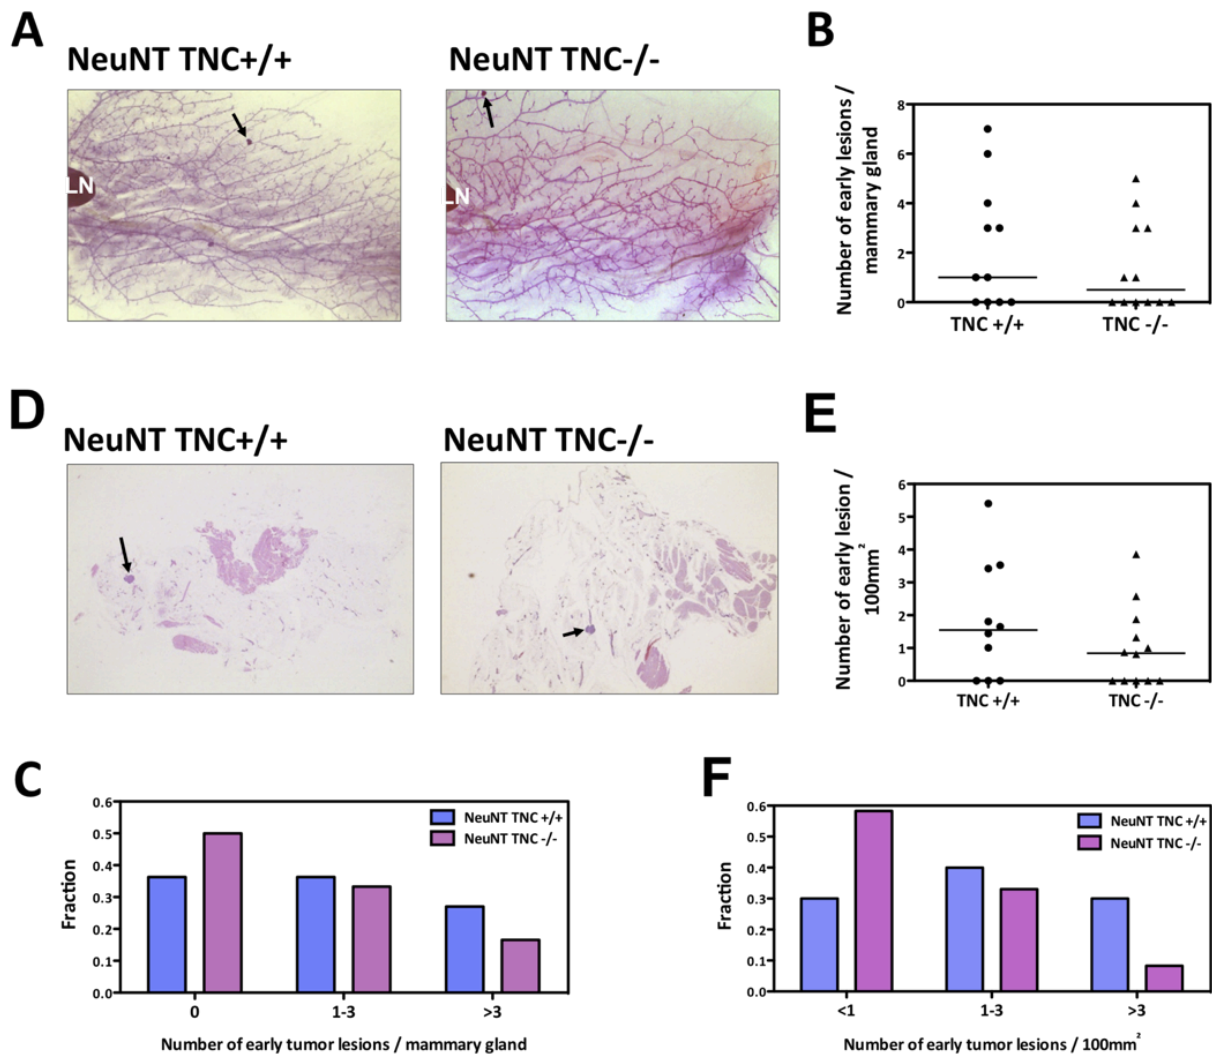 A
NeuNT TNC+/+
NeuNT TNC-/-
LN
LN
B
Number of early lesions /
mammary gland
8
6
4
2
0
TNC +/+
TNC -/-
D
NeuNT TNC+/+
NeuNT TNC-/-
E
Number of early lesion /
100mm²
6
5
4
3
2
1
0
TNC +/+
TNC -/-
C
Fraction
0.6
0.5
0.4
0.3
0.2
0.1
0.0
NeuNT TNC +/+
NeuNT TNC -/-
0 1-3 >3
Number of early tumor lesions / mammary gland
F
Fraction
0.6
0.5
0.4
0.3
0.2
0.1
0.0
NeuNT TNC +/+
NeuNT TNC -/-
<1 1-3 >3
Number of early tumor lesions / 100mm²